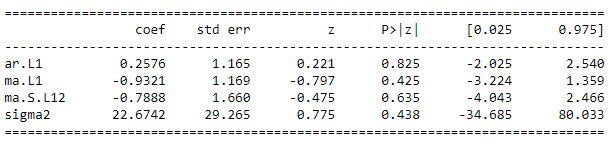 coef std err z P>|z| [0.025 0.975]
ar.L1 0.2576 1.165 0.221 0.825 -2.025 2.540
ma.L1 -0.9321 1.169 -0.797 0.425 -3.224 1.359
ma.S.L12 -0.7888 1.660 -0.475 0.635 -4.043 2.466
sigma2 22.6742 29.265 0.775 0.438 -34.685 80.033